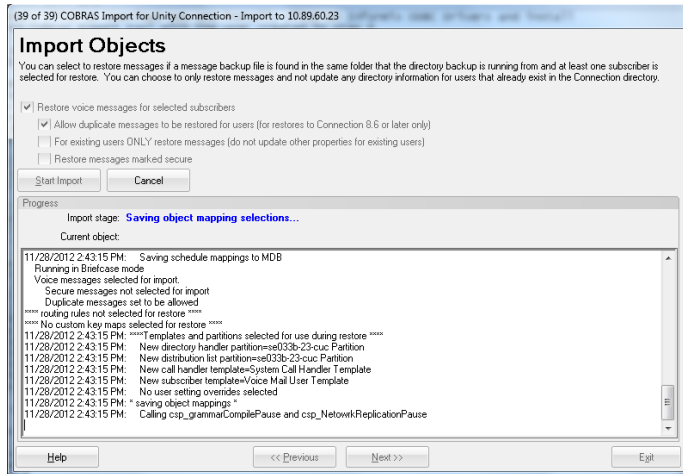 (39 of 39) COBRAS Import for Unity Connection - Import to 10.89.60.23
Import Objects
You can select to restore messages if a message backup file is found in the same folder that the directory backup is running from and at least one subscriber is
selected for restore. You can choose to only restore messages and not update any directory information for users that already exist in the Connection directory.
Restore voice messages for selected subscribers
Allow duplicate messages to be restored for users (for restores to Connection 8.6 or later only)
For existing users ONLY restore messages (do not update other properties for existing users)
Restore messages marked secure
Start Import Cancel
Progress
Import stage: Saving object mapping selections...
Current object:
11/28/2012 2:43:15 PM: Saving schedule mappings to MDB
Running in Briefcase mode
Voice messages selected for import.
Secure messages not selected for import
Duplicate messages set to be allowed
**** routing rules not selected for restore ****
**** No custom key maps selected for restore ****
11/28/2012 2:43:15 PM: ****Templates and partitions selected for use during restore ****
11/28/2012 2:43:15 PM: New directory handler partition=se033b-23-cuc Partition
11/28/2012 2:43:15 PM: New distribution list partition=se033b-23-cuc Partition
11/28/2012 2:43:15 PM: New call handler template=System Call Handler Template
11/28/2012 2:43:15 PM: New subscriber template=Voice Mail User Template
11/28/2012 2:43:15 PM: No user setting overrides selected
11/28/2012 2:43:15 PM: * saving object mappings *
11/28/2012 2:43:15 PM: Calling csp_grammarCompilePause and csp_NetowrkReplicationPause
Help << Previous Next >> Exit